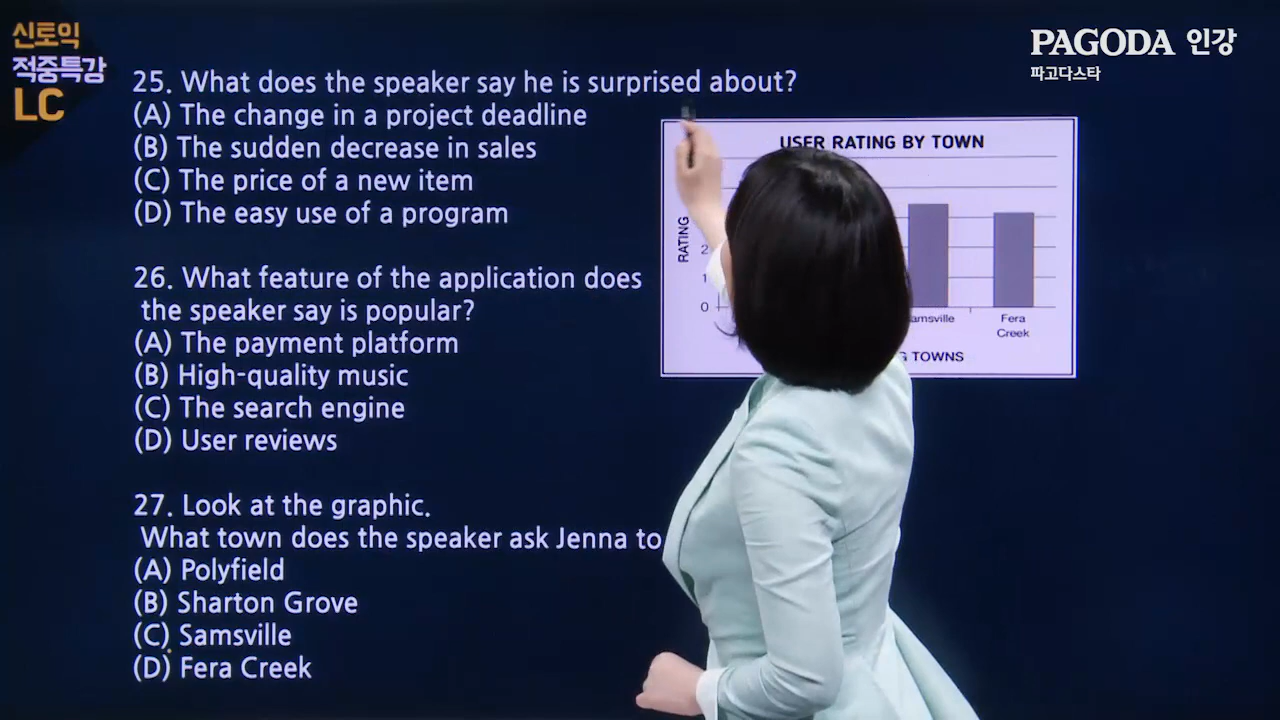 신토익
적중특강
LC
PAGODA 인강
파고다스타
25. What does the speaker say he is surprised about?
(A) The change in a project deadline
(B) The sudden decrease in sales
(C) The price of a new item
(D) The easy use of a program
USER RATING BY TOWN
RATING
2
1
0
Fera
Creek
TOWNS
26. What feature of the application does
the speaker say is popular?
(A) The payment platform
(B) High-quality music
(C) The search engine
(D) User reviews
27. Look at the graphic.
What town does the speaker ask Jenna to
(A) Polyfield
(B) Sharton Grove
(C) Samsville
(D) Fera Creek